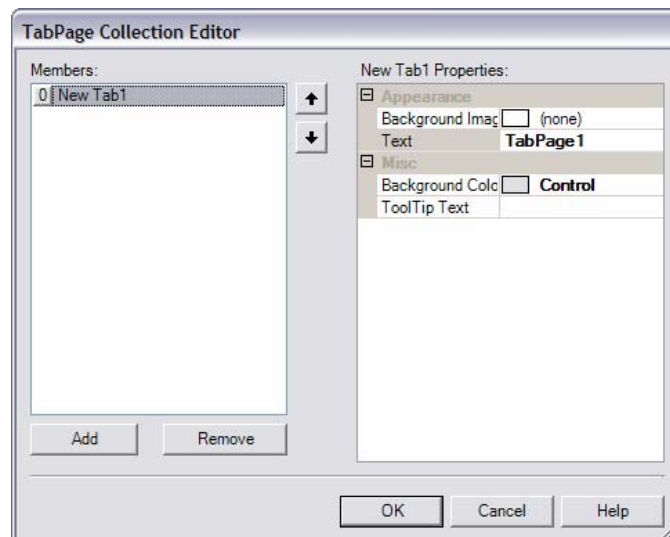 TabPage Collection Editor
Members:
0 New Tab1
Add
Remove
New Tab1 Properties:
Appearance
Background Imag (none)
Text TabPage1
Misc
Background Colo Control
ToolTip Text
OK
Cancel
Help